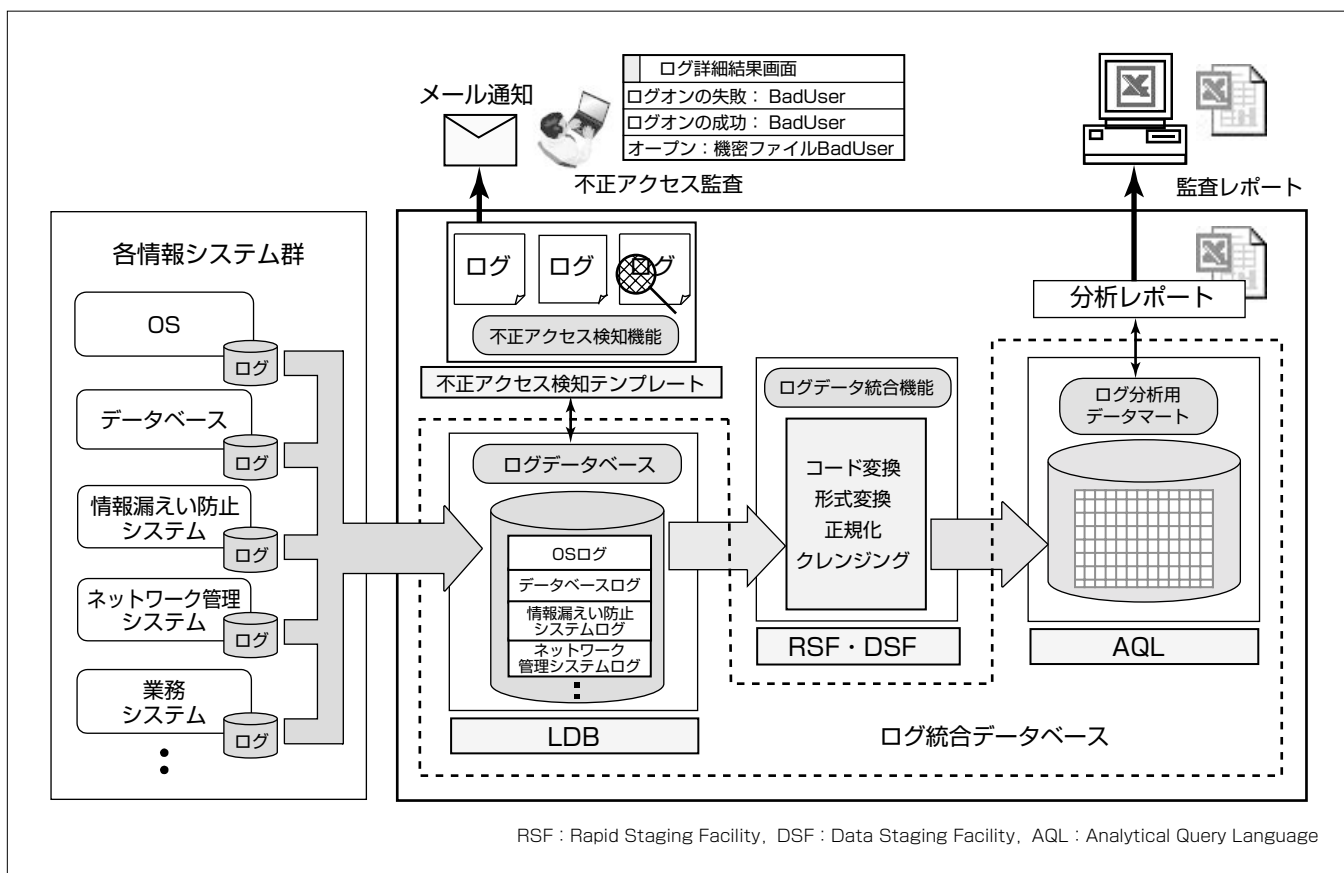 メール通知
ログ詳細結果画面
ログオンの失敗： BadUser
ログオンの成功： BadUser
オープン：機密ファイルBadUser
不正アクセス監査
監査レポート
各情報システム群
OS
ログ
データベース
ログ
情報漏えい防止
システム
ログ
ネットワーク管理
システム
ログ
業務
システム
ログ
ログ
ログ
ログ
不正アクセス検知機能
不正アクセス検知テンプレート
ログデータベース
OSログ
データベースログ
情報漏えい防止
システムログ
ネットワーク
管理システムログ
LDB
ログデータ統合機能
コード変換
形式変換
正規化
クレンジング
RSF・DSF
分析レポート
ログ分析用
データマート
AQL
ログ統合データベース
RSF：Rapid Staging Facility，DSF：Data Staging Facility，AQL：Analytical Query Language